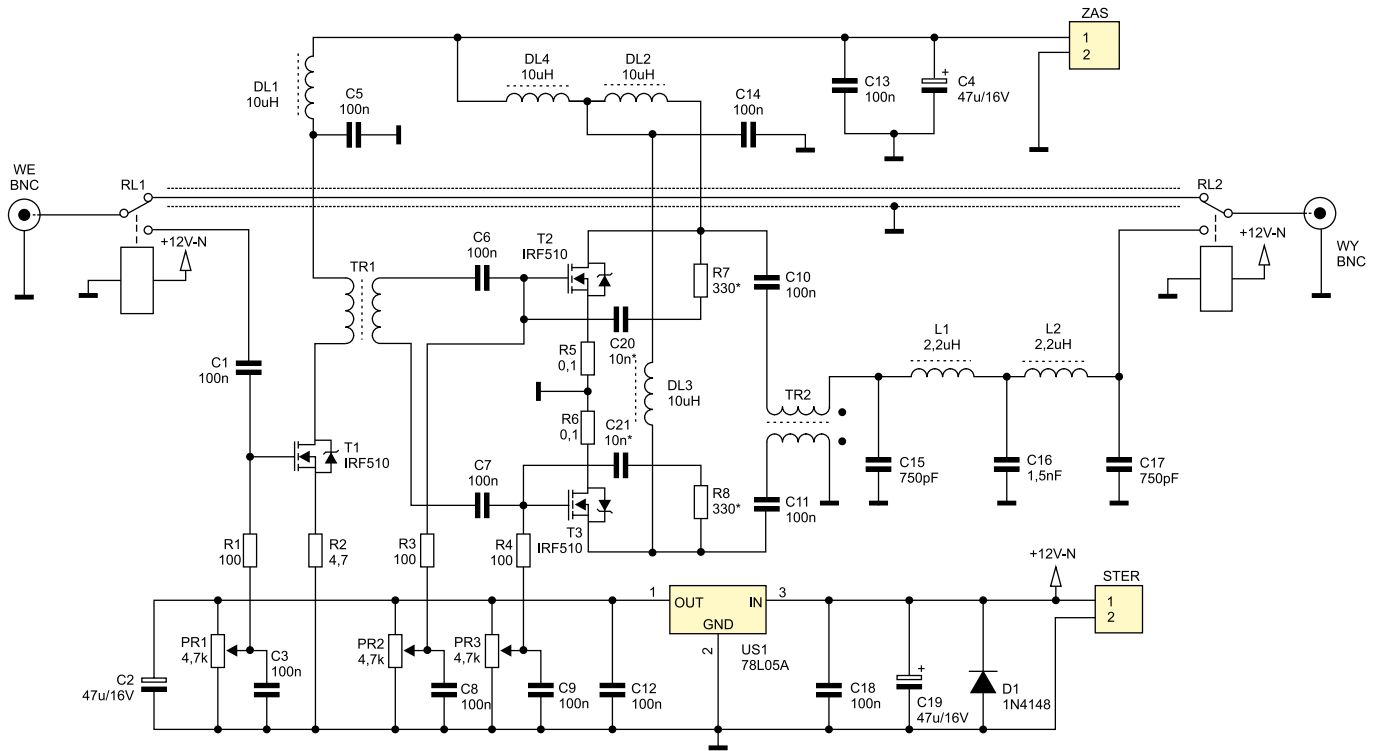 ZAS
1
2
DL1
10uH
C5
100n
DL4
10uH
DL2
10uH
C14
100n
C13
100n
+
C4
47u/16V
WE
BNC
RL1
+12V-N
RL2
+12V-N
WY
BNC
TR1
C6
100n
T2
IRF510
R7
330*
C10
100n
C20
10n*
R5
0,1
DL3
10uH
L1
2,2uH
L2
2,2uH
C1
100n
TR2
R6
0,1
C21
10n*
T1
IRF510
C7
100n
R8
330*
C11
100n
C15
750pF
C16
1,5nF
C17
750pF
T3
IRF510
R1
100
R2
4,7
R3
100
R4
100
+12V-N
STER
1
2
1
OUT
IN
GND
3
2
US1
78L05A
PR1
4,7k
C3
100n
PR2
4,7k
PR3
4,7k
C2
47u/16V
C8
100n
C9
100n
C12
100n
C18
100n
+
C19
47u/16V
D1
1N4148